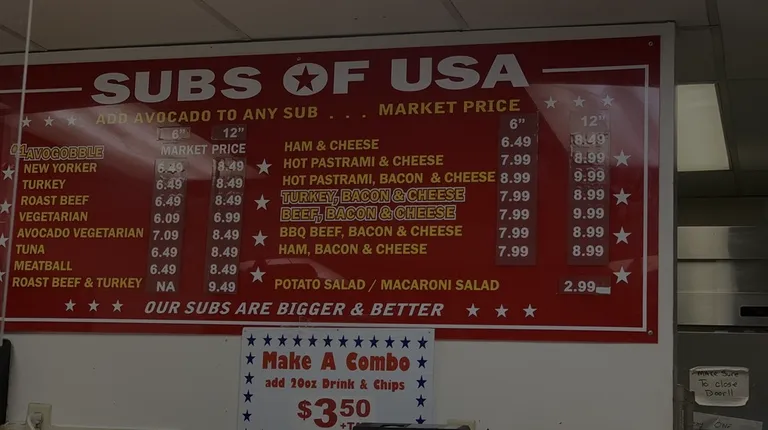 SUBS OF USA
ADD AVOCADO TO ANY SUB . . . MARKET PRICE
6" 12"
#1 AVOGOBBLE MARKET PRICE
NEW YORKER 6.49 8.49
TURKEY 6.49 8.49
ROAST BEEF 6.49 8.49
VEGETARIAN 6.09 6.99
AVOCADO VEGETARIAN 7.09 8.49
TUNA 6.49 8.49
MEATBALL 6.49 8.49
ROAST BEEF & TURKEY NA 9.49
6" 12"
HAM & CHEESE 6.49 8.49
HOT PASTRAMI & CHEESE 7.99 8.99
HOT PASTRAMI, BACON & CHEESE 8.99 9.99
TURKEY, BACON & CHEESE 7.99 8.99
BEEF, BACON & CHEESE 7.99 9.99
BBQ BEEF, BACON & CHEESE 7.99 8.99
HAM, BACON & CHEESE 7.99 8.99
POTATO SALAD / MACARONI SALAD 2.99
OUR SUBS ARE BIGGER & BETTER
Make A Combo
add 20oz Drink & Chips
$3.50
Make Sure
To close
Door!!